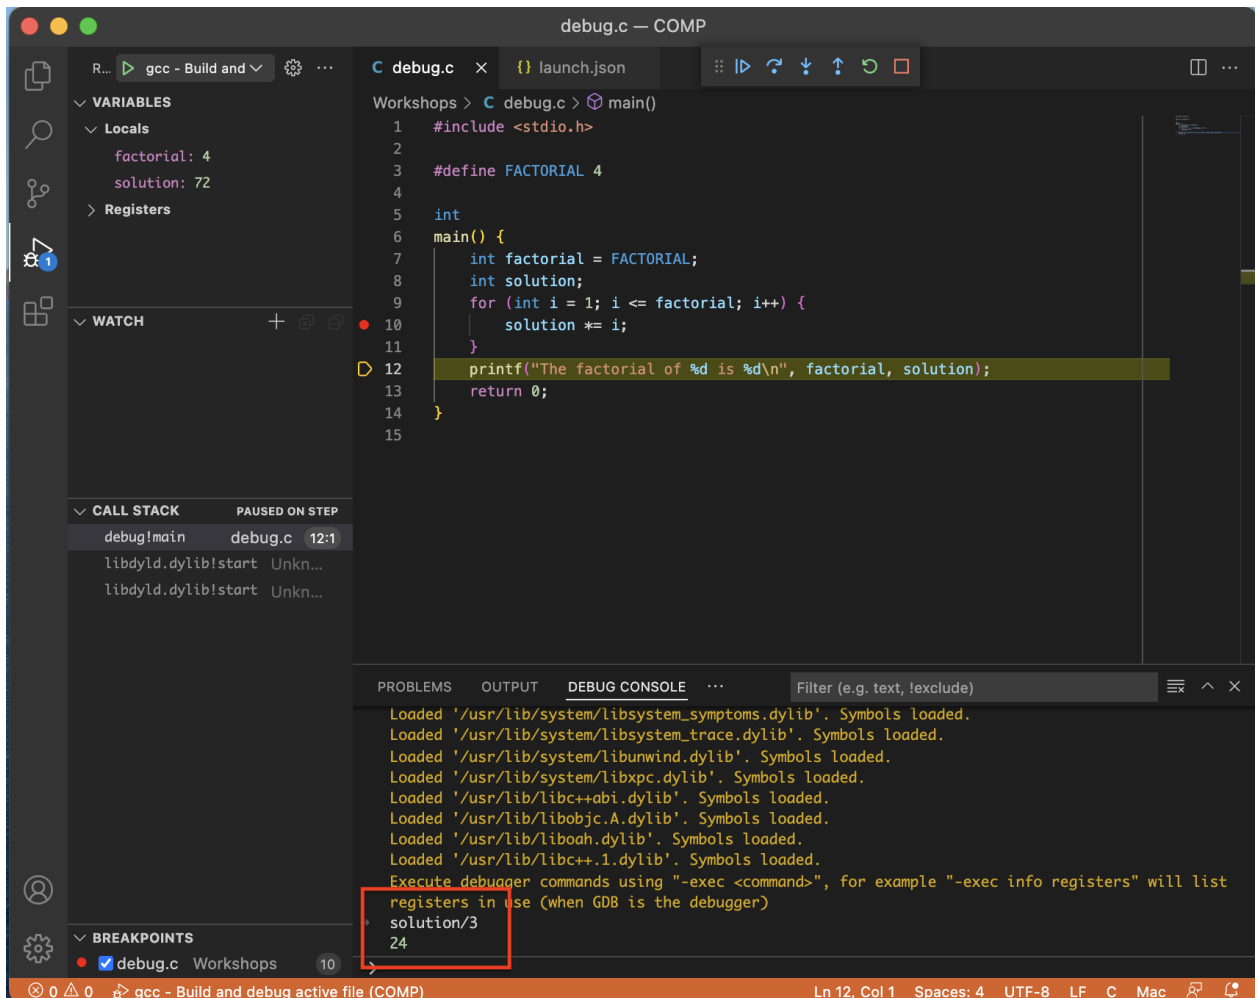 debug.c — COMP
R... gcc - Build and ...
C debug.c × {} launch.json
VARIABLES
Locals
factorial: 4
solution: 72
Registers
WATCH
CALL STACK PAUSED ON STEP
debug!main debug.c 12:1
libdyld.dylib!start Unkn...
libdyld.dylib!start Unkn...
BREAKPOINTS
debug.c Workshops 10
Workshops > C debug.c > main()
1 #include <stdio.h>
2
3 #define FACTORIAL 4
4
5 int
6 main() {
7 int factorial = FACTORIAL;
8 int solution;
9 for (int i = 1; i <= factorial; i++) {
10 solution *= i;
11 }
12 printf("The factorial of %d is %d\n", factorial, solution);
13 return 0;
14 }
15
PROBLEMS OUTPUT DEBUG CONSOLE ... Filter (e.g. text, !exclude)
Loaded '/usr/lib/system/libsystem_symptoms.dylib'. Symbols loaded.
Loaded '/usr/lib/system/libsystem_trace.dylib'. Symbols loaded.
Loaded '/usr/lib/system/libunwind.dylib'. Symbols loaded.
Loaded '/usr/lib/system/libxpc.dylib'. Symbols loaded.
Loaded '/usr/lib/libc++abi.dylib'. Symbols loaded.
Loaded '/usr/lib/libobjc.A.dylib'. Symbols loaded.
Loaded '/usr/lib/liboah.dylib'. Symbols loaded.
Loaded '/usr/lib/libc++.1.dylib'. Symbols loaded.
Execute debugger commands using "-exec <command>", for example "-exec info registers" will list
registers in use (when GDB is the debugger)
solution/3
24
>
1
0 0 gcc - Build and debug active file (COMP) Ln 12, Col 1 Spaces: 4 UTF-8 LF C Mac